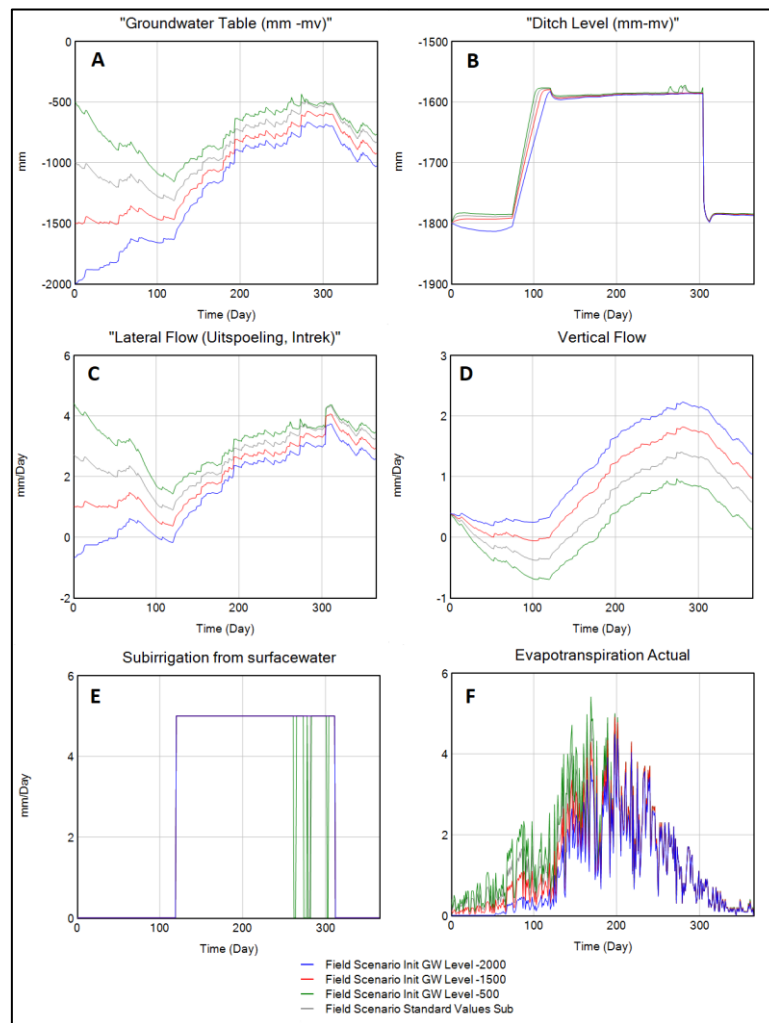 "Groundwater Table (mm -mv)"
"Ditch Level (mm-mv)"
A
B
0
-500
-1000
-1500
-2000
mm
0 100 200 300
Time (Day)
-1500
-1600
-1700
-1800
-1900
mm
0 100 200 300
Time (Day)
"Lateral Flow (Uitspoeling, Intrek)"
Vertical Flow
C
D
6
4
2
0
-2
mm/Day
0 100 200 300
Time (Day)
3
2
1
0
-1
mm/Day
0 100 200 300
Time (Day)
Subirrigation from surfacewater
Evapotranspiration Actual
E
F
6
4
2
0
mm/Day
0 100 200 300
Time (Day)
6
4
2
0
mm/Day
0 100 200 300
Time (Day)
Field Scenario Init GW Level -2000
Field Scenario Init GW Level -1500
Field Scenario Init GW Level -500
Field Scenario Standard Values Sub